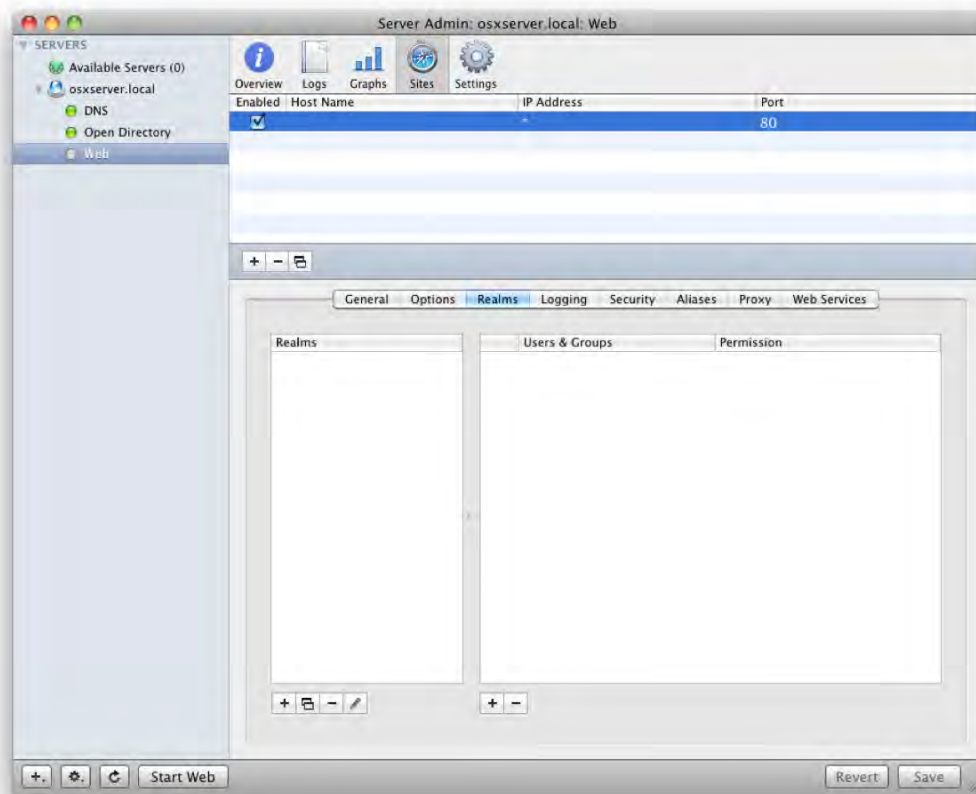 Server Admin: osxserver.local: Web
SERVERS
Available Servers (0)
osxserver.local
DNS
Open Directory
Web
Overview Logs Graphs Sites Settings
Enabled Host Name IP Address Port
* 80
General Options Realms Logging Security Aliases Proxy Web Services
Realms
Users & Groups Permission
Start Web
Revert Save